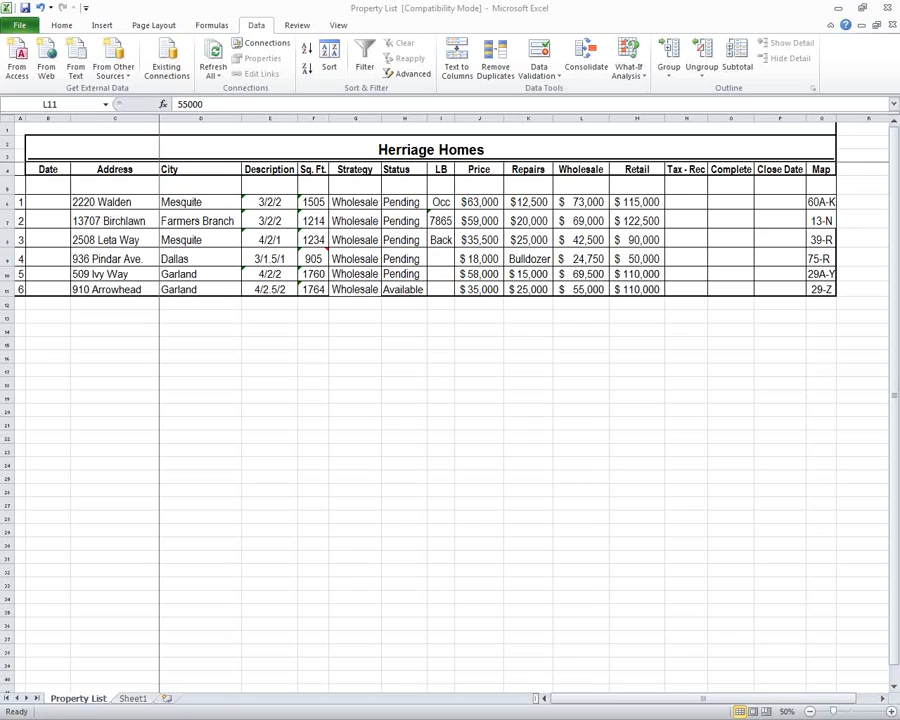 Property List [Compatibility Mode] - Microsoft Excel
File Home Insert Page Layout Formulas Data Review View
From Access From Web From Text From Other Sources Existing Connections Refresh All Connections Properties Edit Links Sort Filter Clear Reapply Advanced Text to Columns Remove Duplicates Data Validation Consolidate What-If Analysis Group Ungroup Subtotal Show Detail Hide Detail
Get External Data Connections Sort & Filter Data Tools Outline
L11 fx 55000
A B C D E F G H I J K L M N O P Q R
Herriage Homes
Date Address City Description Sq. Ft. Strategy Status LB Price Repairs Wholesale Retail Tax - Rec Complete Close Date Map
1 2220 Walden Mesquite 3/2/2 1505 Wholesale Pending Occ $63,000 $12,500 $ 73,000 $ 115,000 60A-K
2 13707 Birchlawn Farmers Branch 3/2/2 1214 Wholesale Pending 7865 $59,000 $20,000 $ 69,000 $ 122,500 13-N
3 2508 Leta Way Mesquite 4/2/1 1234 Wholesale Pending Back $35,500 $25,000 $ 42,500 $ 90,000 39-R
4 936 Pindar Ave. Dallas 3/1.5/1 905 Wholesale Pending $ 18,000 Bulldozer $ 24,750 $ 50,000 75-R
5 509 Ivy Way Garland 4/2/2 1760 Wholesale Pending $ 58,000 $ 15,000 $ 69,500 $ 110,000 29A-Y
6 910 Arrowhead Garland 4/2.5/2 1764 Wholesale Available $ 35,000 $ 25,000 $ 55,000 $ 110,000 29-Z
Property List Sheet1
Ready 50%